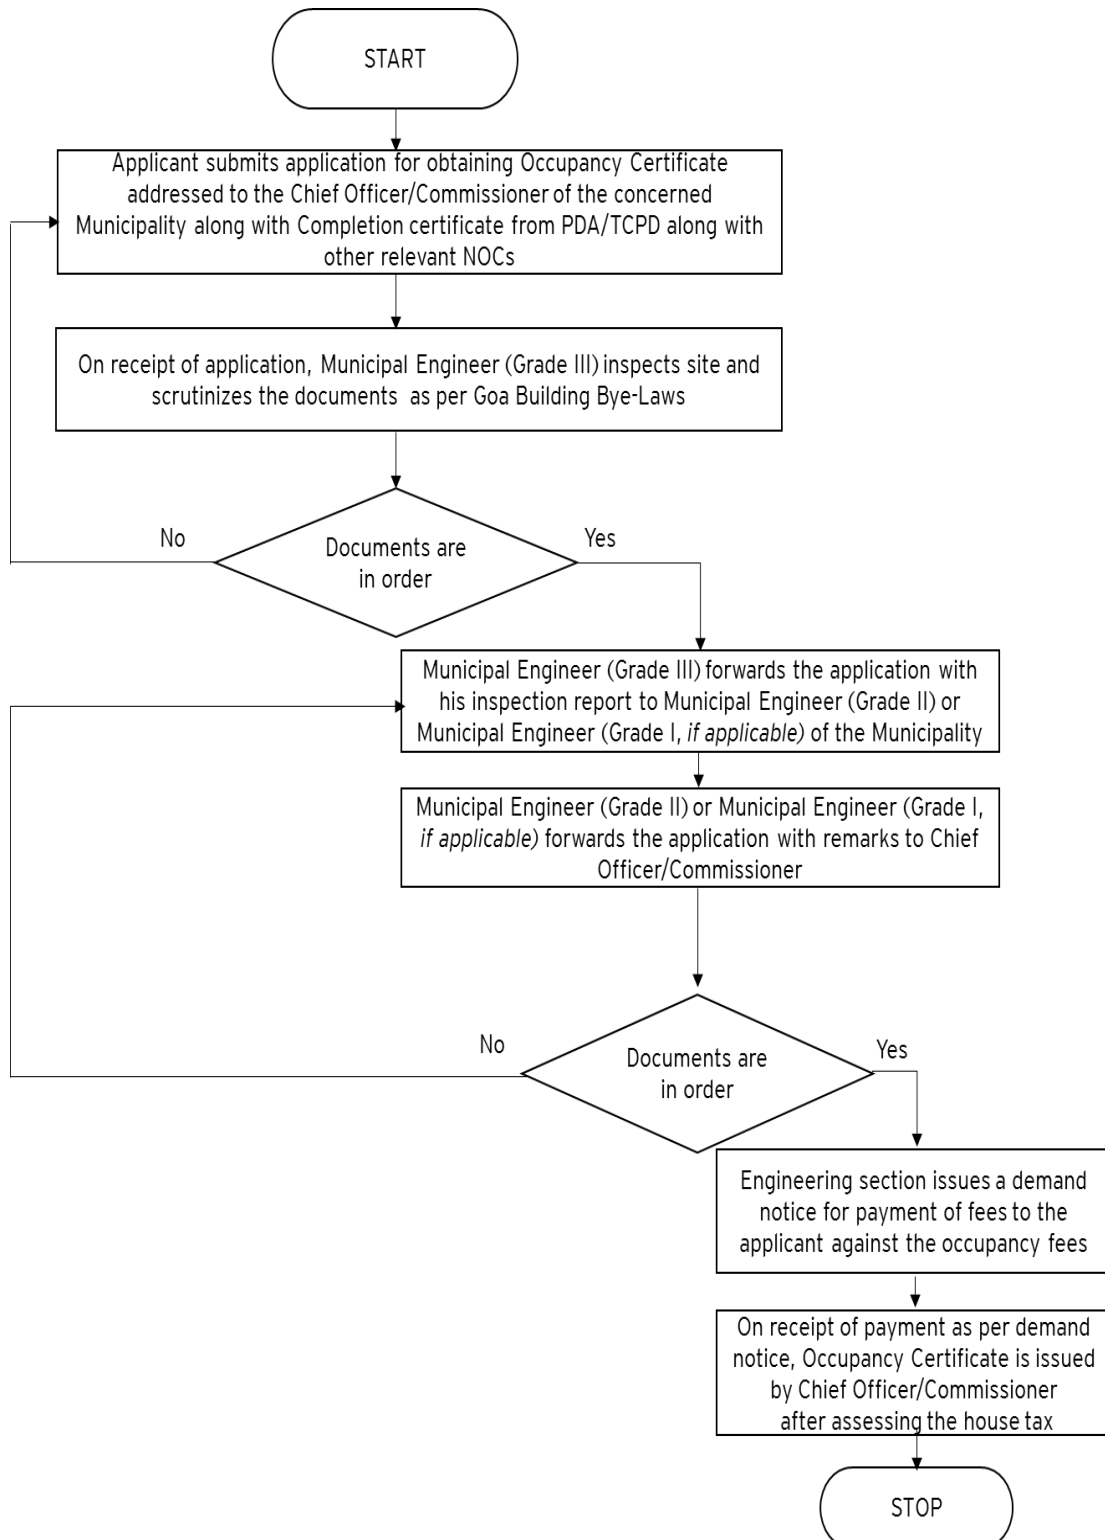 START
Applicant submits application for obtaining Occupancy Certificate
addressed to the Chief Officer/Commissioner of the concerned
Municipality along with Completion certificate from PDA/TCPD along with
other relevant NOCs
On receipt of application, Municipal Engineer (Grade III) inspects site and
scrutinizes the documents as per Goa Building Bye-Laws
No
Documents are
in order
Yes
Municipal Engineer (Grade III) forwards the application with
his inspection report to Municipal Engineer (Grade II) or
Municipal Engineer (Grade I, if applicable) of the Municipality
Municipal Engineer (Grade II) or Municipal Engineer (Grade I,
if applicable) forwards the application with remarks to Chief
Officer/Commissioner
No
Documents are
in order
Yes
Engineering section issues a demand
notice for payment of fees to the
applicant against the occupancy fees
On receipt of payment as per demand
notice, Occupancy Certificate is issued
by Chief Officer/Commissioner
after assessing the house tax
STOP